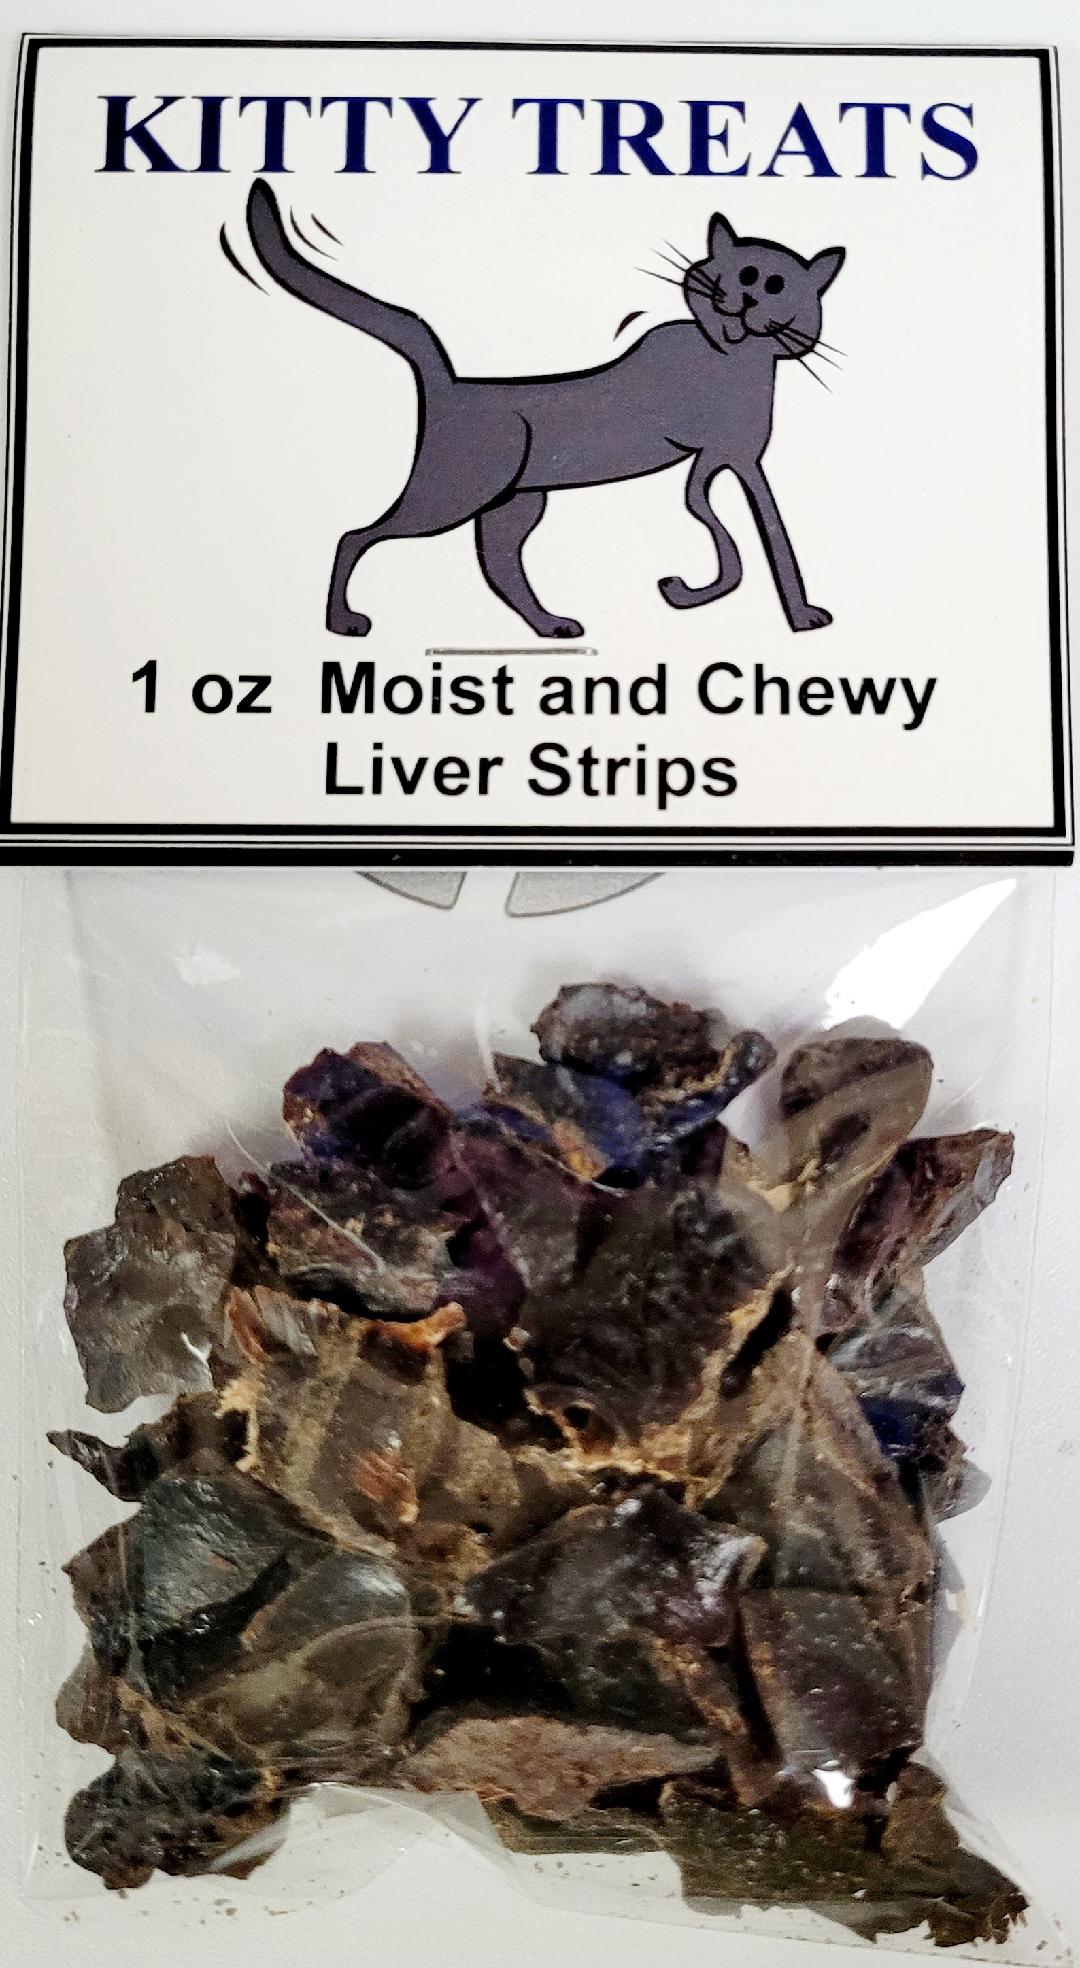 KITTY TREATS
1 oz Moist and Chewy
Liver Strips